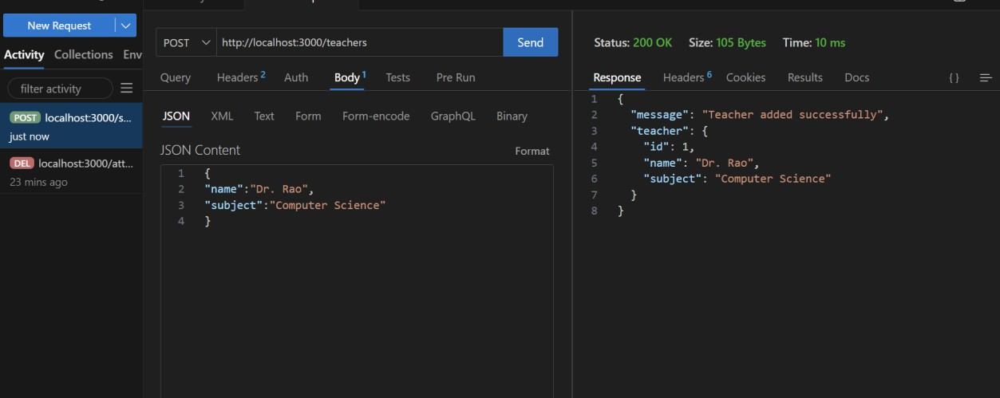 New Request
Activity Collections Env
filter activity
POST localhost:3000/s...
just now
DEL localhost:3000/att...
23 mins ago
POST http://localhost:3000/teachers Send
Query Headers 2 Auth Body 1 Tests Pre Run
JSON XML Text Form Form-encode GraphQL Binary
JSON Content Format
1 {
2 "name":"Dr. Rao",
3 "subject":"Computer Science"
4 }
Status: 200 OK Size: 105 Bytes Time: 10 ms
Response Headers 6 Cookies Results Docs { }
1 {
2 "message": "Teacher added successfully",
3 "teacher": {
4 "id": 1,
5 "name": "Dr. Rao",
6 "subject": "Computer Science"
7 }
8 }